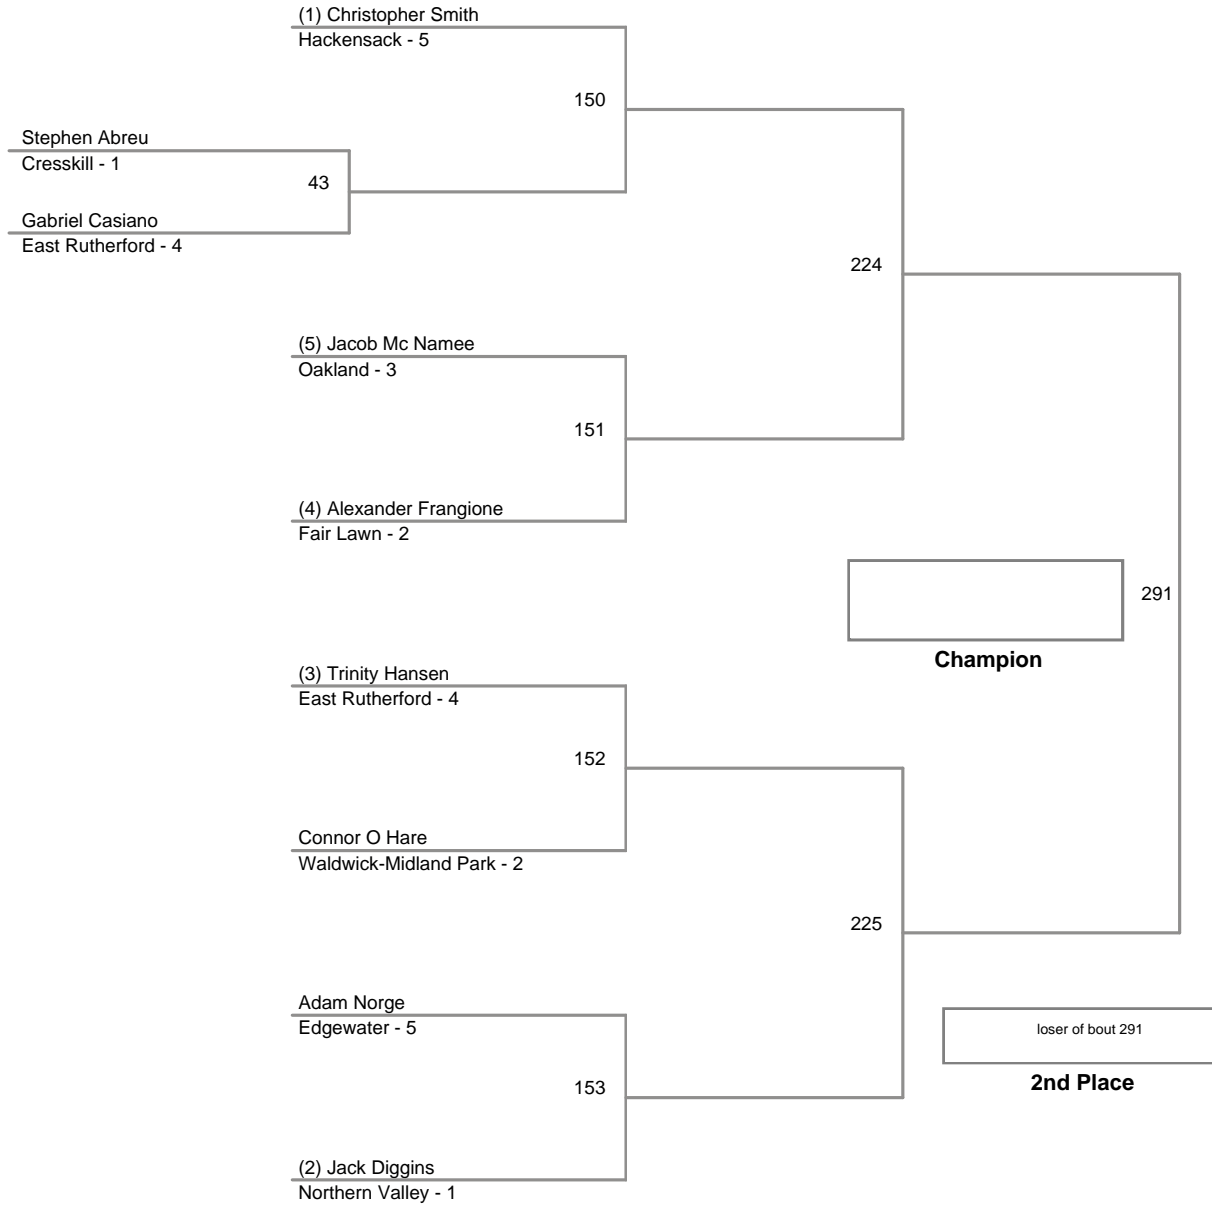 (1) Christopher Smith
Hackensack - 5
150
Stephen Abreu
Cresskill - 1
43
Gabriel Casiano
East Rutherford - 4
224
(5) Jacob Mc Namee
Oakland - 3
151
(4) Alexander Frangione
Fair Lawn - 2
291
Champion
(3) Trinity Hansen
East Rutherford - 4
152
Connor O Hare
Waldwick-Midland Park - 2
225
Adam Norge
Edgewater - 5
loser of bout 291
2nd Place
153
(2) Jack Diggins
Northern Valley - 1